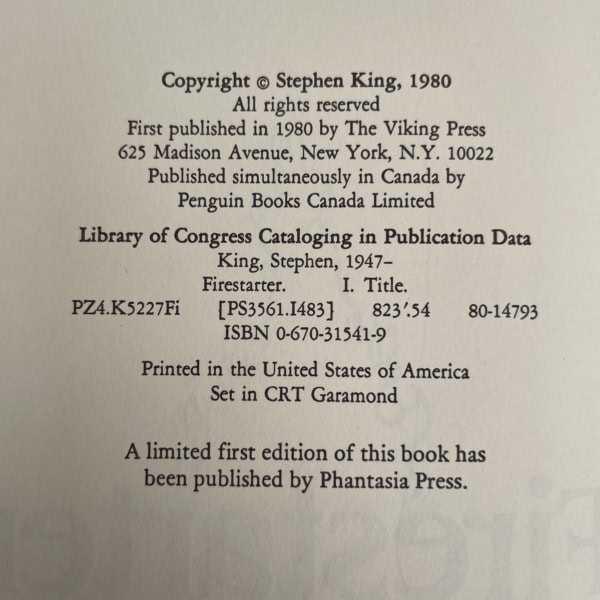 Copyright © Stephen King, 1980
All rights reserved
First published in 1980 by The Viking Press
625 Madison Avenue, New York, N.Y. 10022
Published simultaneously in Canada by
Penguin Books Canada Limited
Library of Congress Cataloging in Publication Data
King, Stephen, 1947–
Firestarter. I. Title.
PZ4.K5227Fi [PS3561.I483] 823'.54 80-14793
ISBN 0-670-31541-9
Printed in the United States of America
Set in CRT Garamond
A limited first edition of this book has
been published by Phantasia Press.